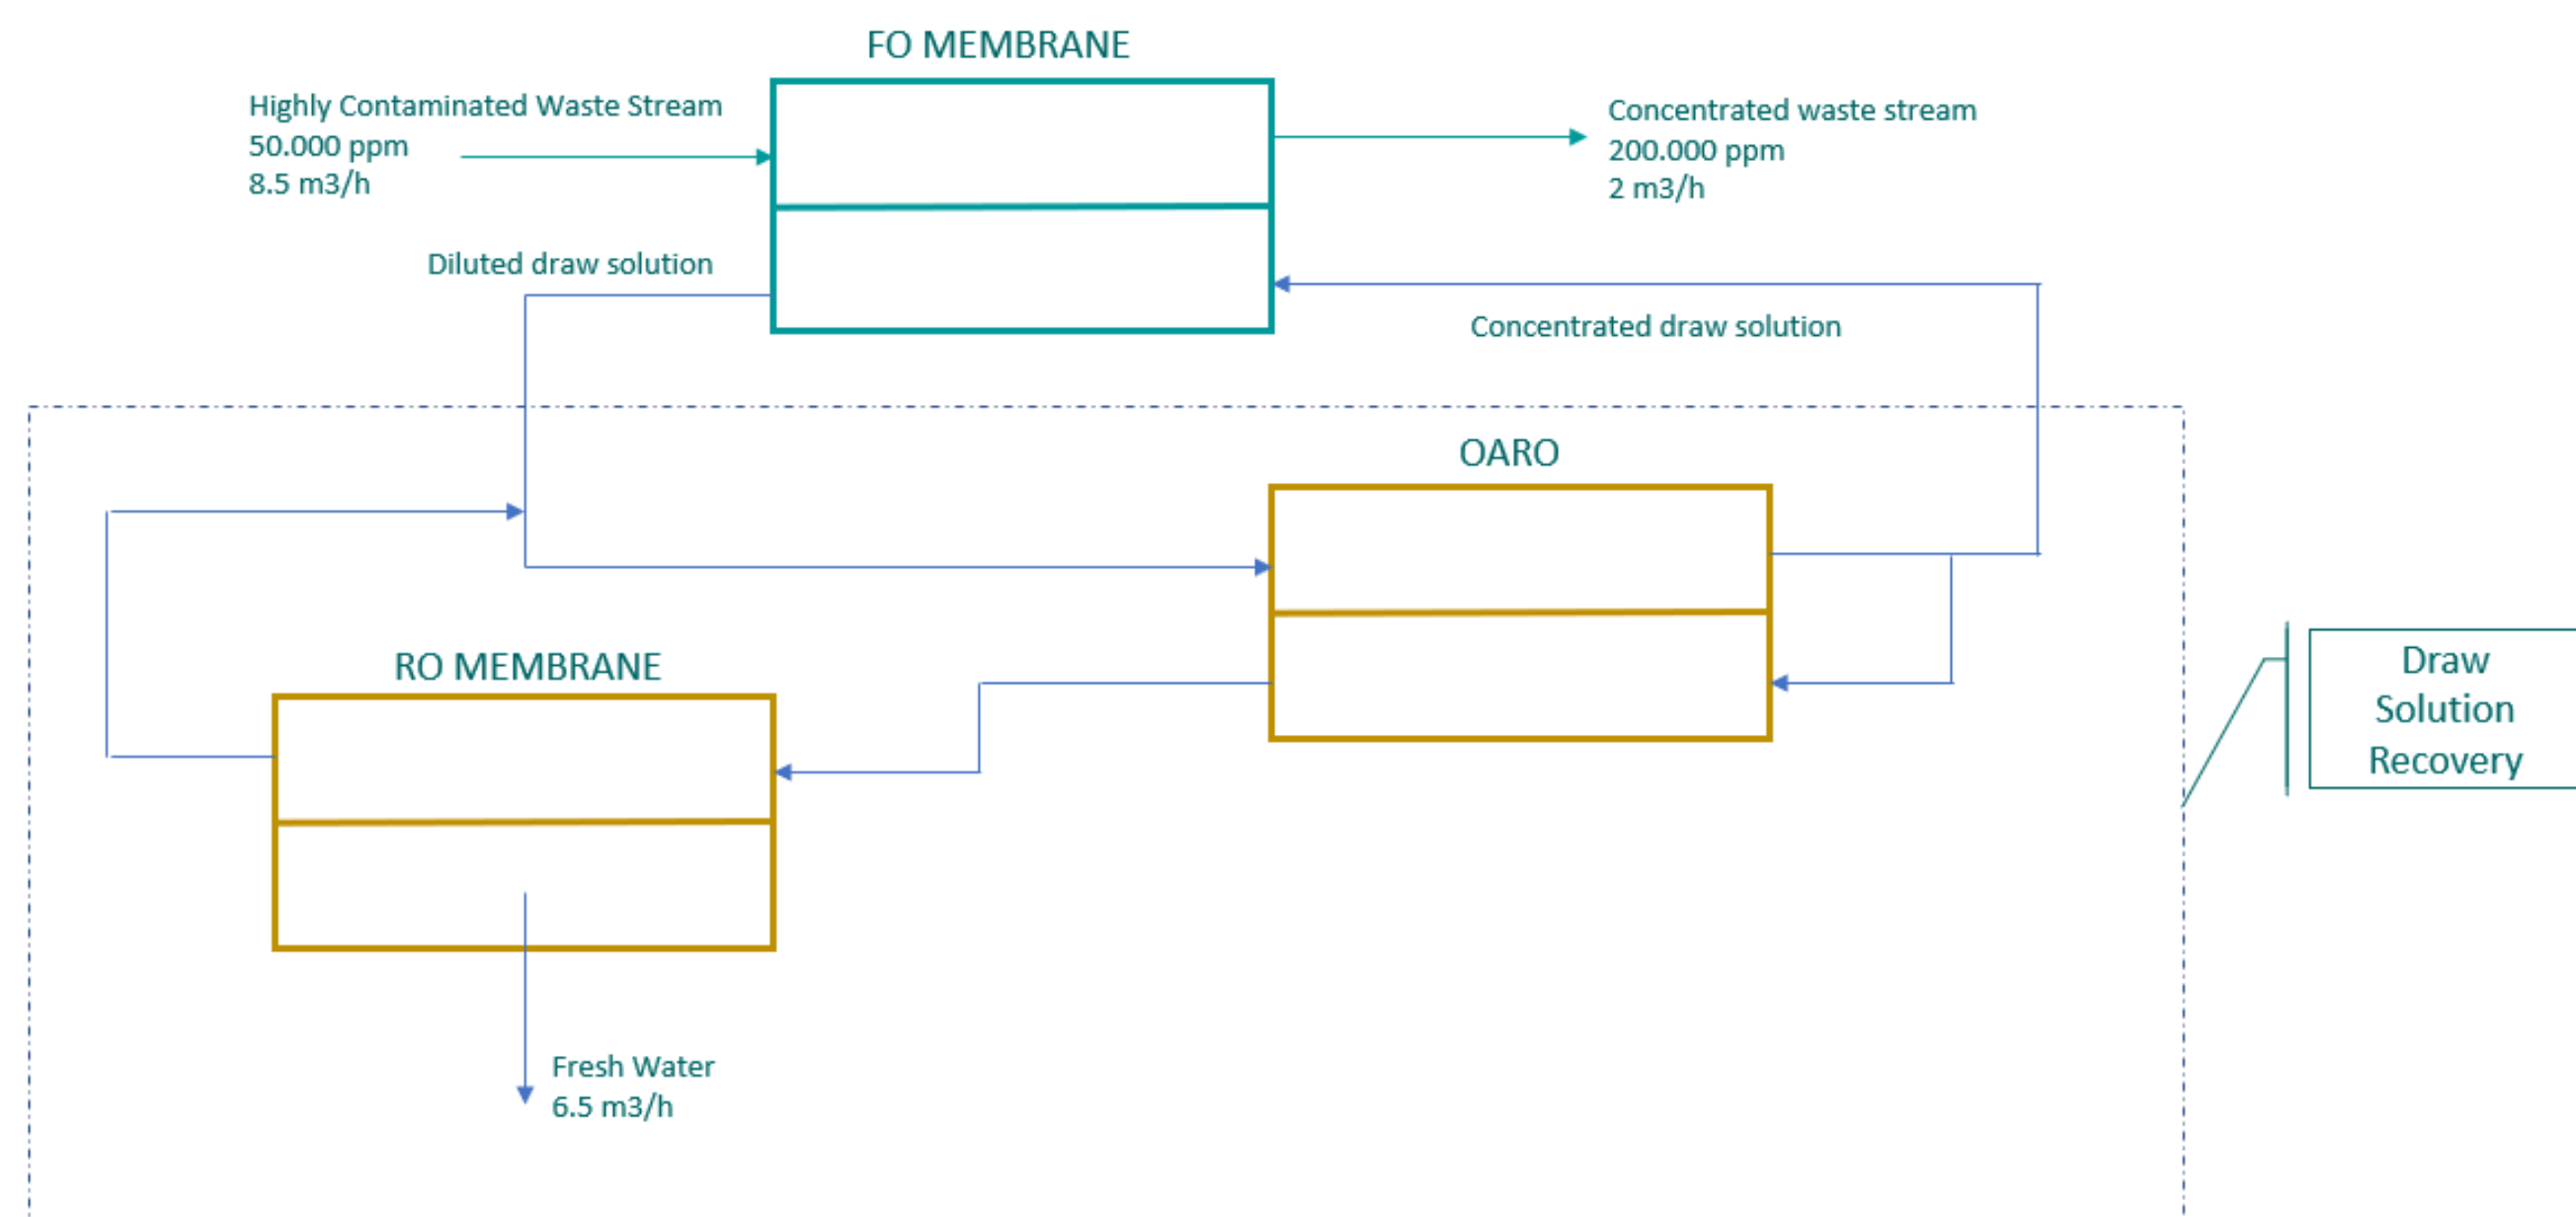 FO MEMBRANE
Highly Contaminated Waste Stream
50.000 ppm
8.5 m3/h
Concentrated waste stream
200.000 ppm
2 m3/h
Diluted draw solution
Concentrated draw solution
OARO
RO MEMBRANE
Draw
Solution
Recovery
Fresh Water
6.5 m3/h